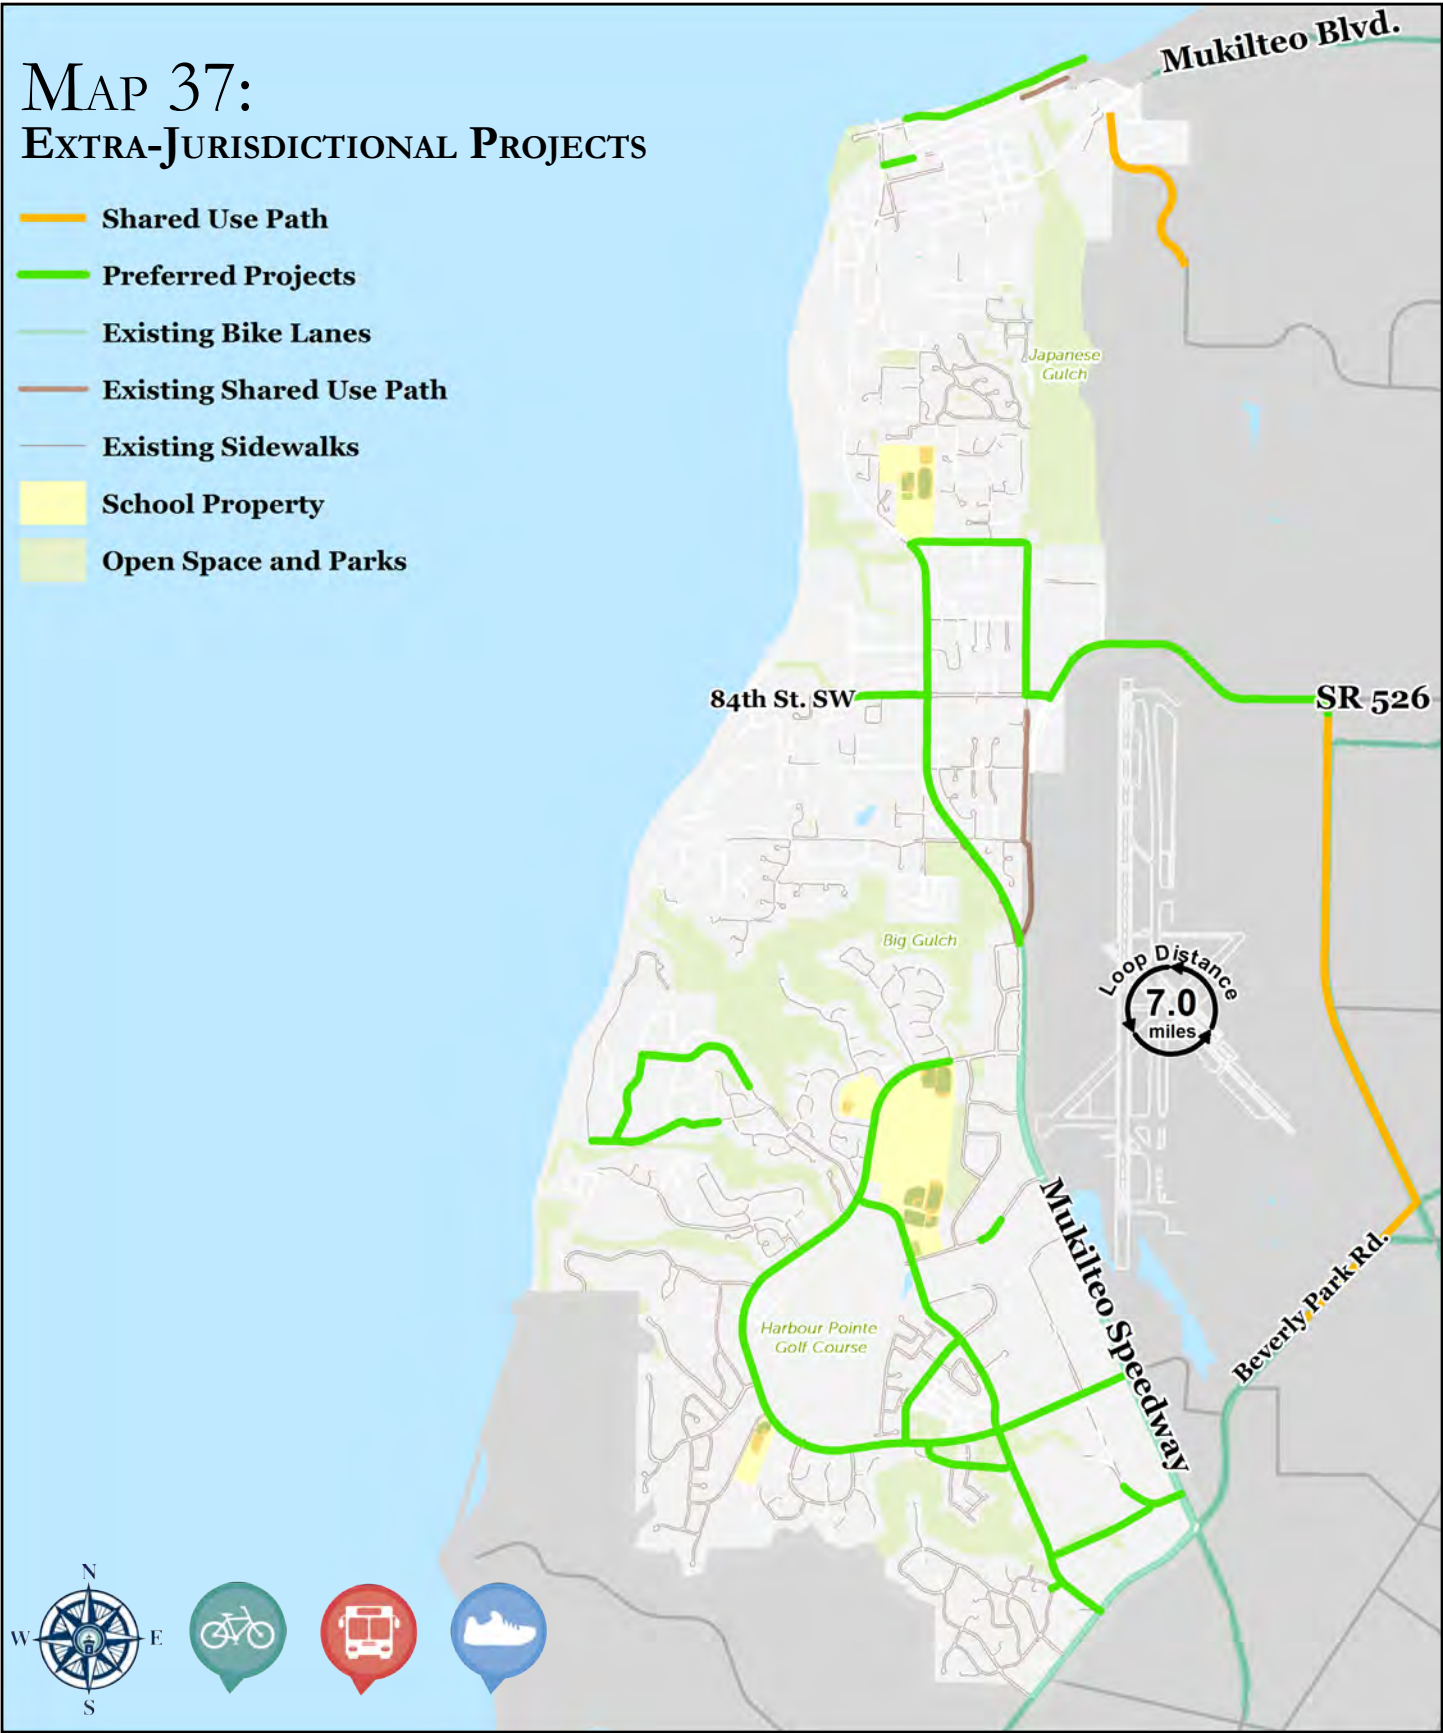 MAP 37:
EXTRA-JURISDICTIONAL PROJECTS
Shared Use Path
Preferred Projects
Existing Bike Lanes
Existing Shared Use Path
Existing Sidewalks
School Property
Open Space and Parks
Mukilteo Blvd.
Japanese
Gulch
84th St. SW
SR 526
Big Gulch
Loop Distance
7.0
miles
Mukilteo Speedway
Beverly Park Rd.
Harbour Pointe
Golf Course
N
W
E
S